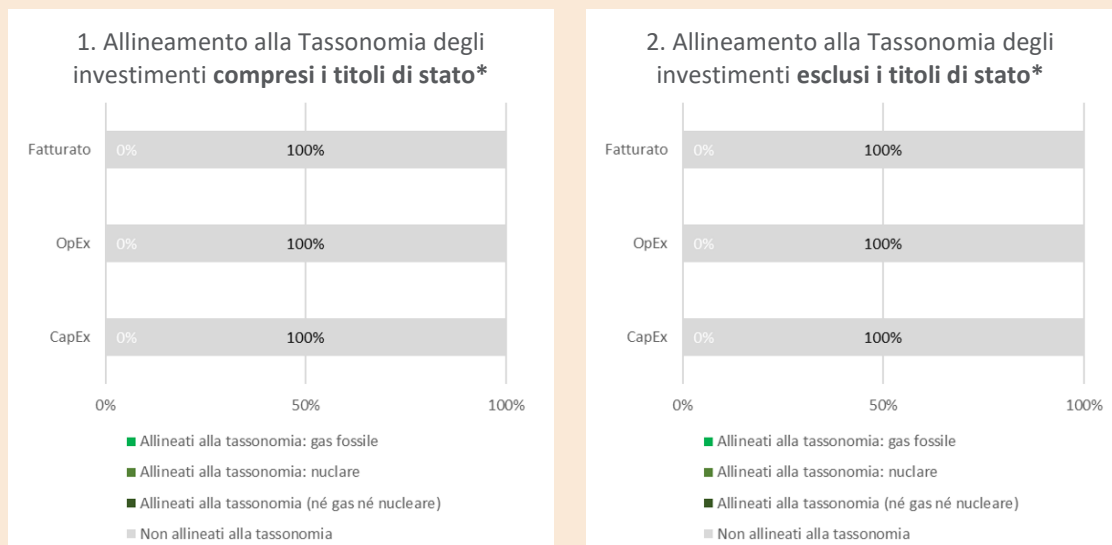 1. Allineamento alla Tassonomia degli
investimenti compresi i titoli di stato*
Fatturato
0%
100%
OpEx
0%
100%
CapEx
0%
100%
0%
50%
100%
Allineati alla tassonomia: gas fossile
Allineati alla tassonomia: nuclare
Allineati alla tassonomia (né gas né nucleare)
Non allineati alla tassonomia
2. Allineamento alla Tassonomia degli
investimenti esclusi i titoli di stato*
Fatturato
0%
100%
OpEx
0%
100%
CapEx
0%
100%
0%
50%
100%
Allineati alla tassonomia: gas fossile
Allineati alla tassonomia: nuclare
Allineati alla tassonomia (né gas né nucleare)
Non allineati alla tassonomia